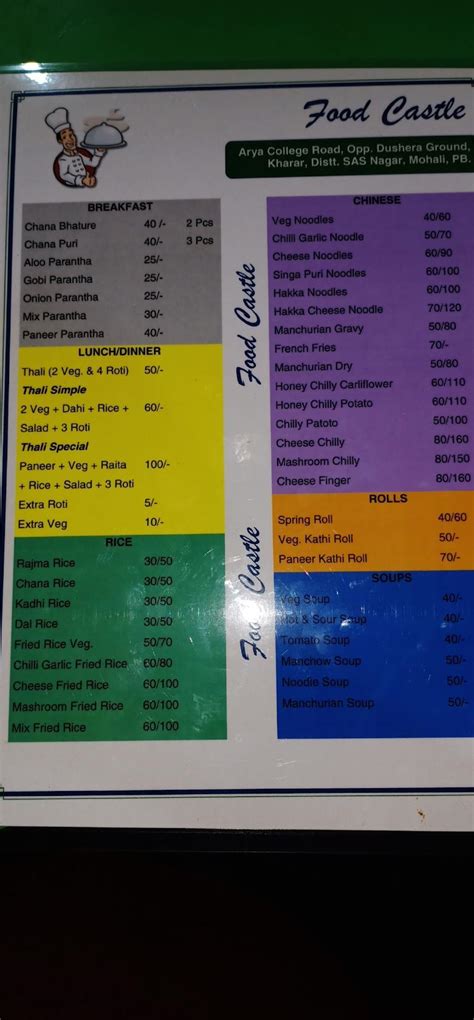 Food Castle
Arya College Road, Opp. Dushera Ground,
Kharar, Distt. SAS Nagar, Mohali, PB.
BREAKFAST
Chana Bhature 40 /- 2 Pcs
Chana Puri 40/- 3 Pcs
Aloo Parantha 25/-
Gobi Parantha 25/-
Onion Parantha 25/-
Mix Parantha 30/-
Paneer Parantha 40/-
LUNCH/DINNER
Thali (2 Veg. & 4 Roti) 50/-
Thali Simple
2 Veg + Dahi + Rice + 60/-
Salad + 3 Roti
Thali Special
Paneer + Veg + Raita 100/-
+ Rice + Salad + 3 Roti
Extra Roti 5/-
Extra Veg 10/-
RICE
Rajma Rice 30/50
Chana Rice 30/50
Kadhi Rice 30/50
Dal Rice 30/50
Fried Rice Veg. 50/70
Chilli Garlic Fried Rice 60/80
Cheese Fried Rice 60/100
Mashroom Fried Rice 60/100
Mix Fried Rice 60/100
Food Castle
Food Castle
CHINESE
Veg Noodles 40/60
Chilli Garlic Noodle 50/70
Cheese Noodles 60/90
Singa Puri Noodles 60/100
Hakka Noodles 60/100
Hakka Cheese Noodle 70/120
Manchurian Gravy 50/80
French Fries 70/-
Manchurian Dry 50/80
Honey Chilly Carliflower 60/110
Honey Chilly Potato 60/110
Chilly Patoto 50/100
Cheese Chilly 80/160
Mashroom Chilly 80/150
Cheese Finger 80/160
ROLLS
Spring Roll 40/60
Veg. Kathi Roll 50/-
Paneer Kathi Roll 70/-
SOUPS
Veg Soup 40/-
Hot & Sour Soup 40/-
Tomato Soup 40/-
Manchow Soup 50/-
Noodle Soup 50/-
Manchurian Soup 50/-